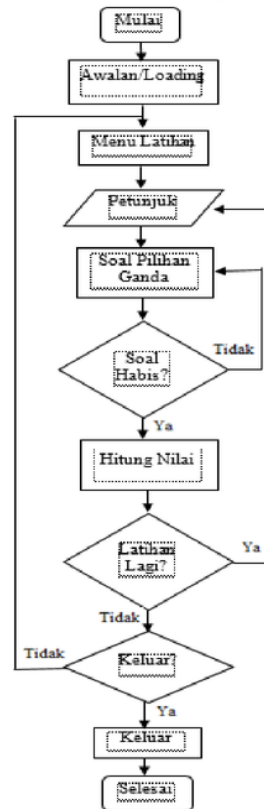 Mulai
Awalan/Loading
Menu Latihan
Petunjuk
Soal Pilihan
Ganda
Soal
Habis?
Tidak
Ya
Hitung Nilai
Latihan
Lagi?
Ya
Tidak
Keluar?
Tidak
Ya
Keluar
Selesai